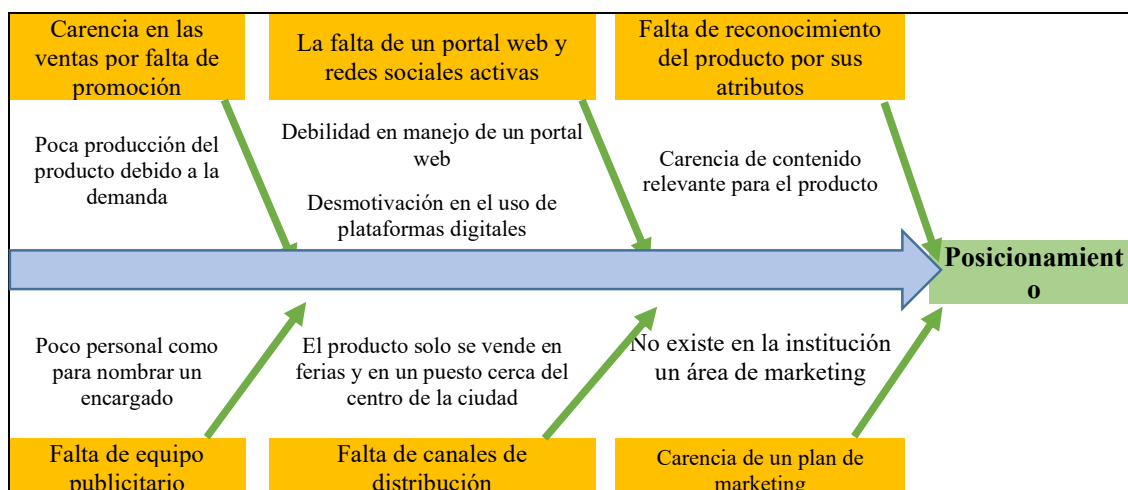 Carencia en las
ventas por falta de
promoción
La falta de un portal web y
redes sociales activas
Falta de reconocimiento
del producto por sus
atributos
Poca producción del
producto debido a la
demanda
Debilidad en manejo de un portal
web
Desmotivación en el uso de
plataformas digitales
Carencia de contenido
relevante para el producto
Posicionamient
o
Poco personal como
para nombrar un
encargado
El producto solo se vende en
ferias y en un puesto cerca del
centro de la ciudad
No existe en la institución
un área de marketing
Falta de equipo
publicitario
Falta de canales de
distribución
Carencia de un plan de
marketing